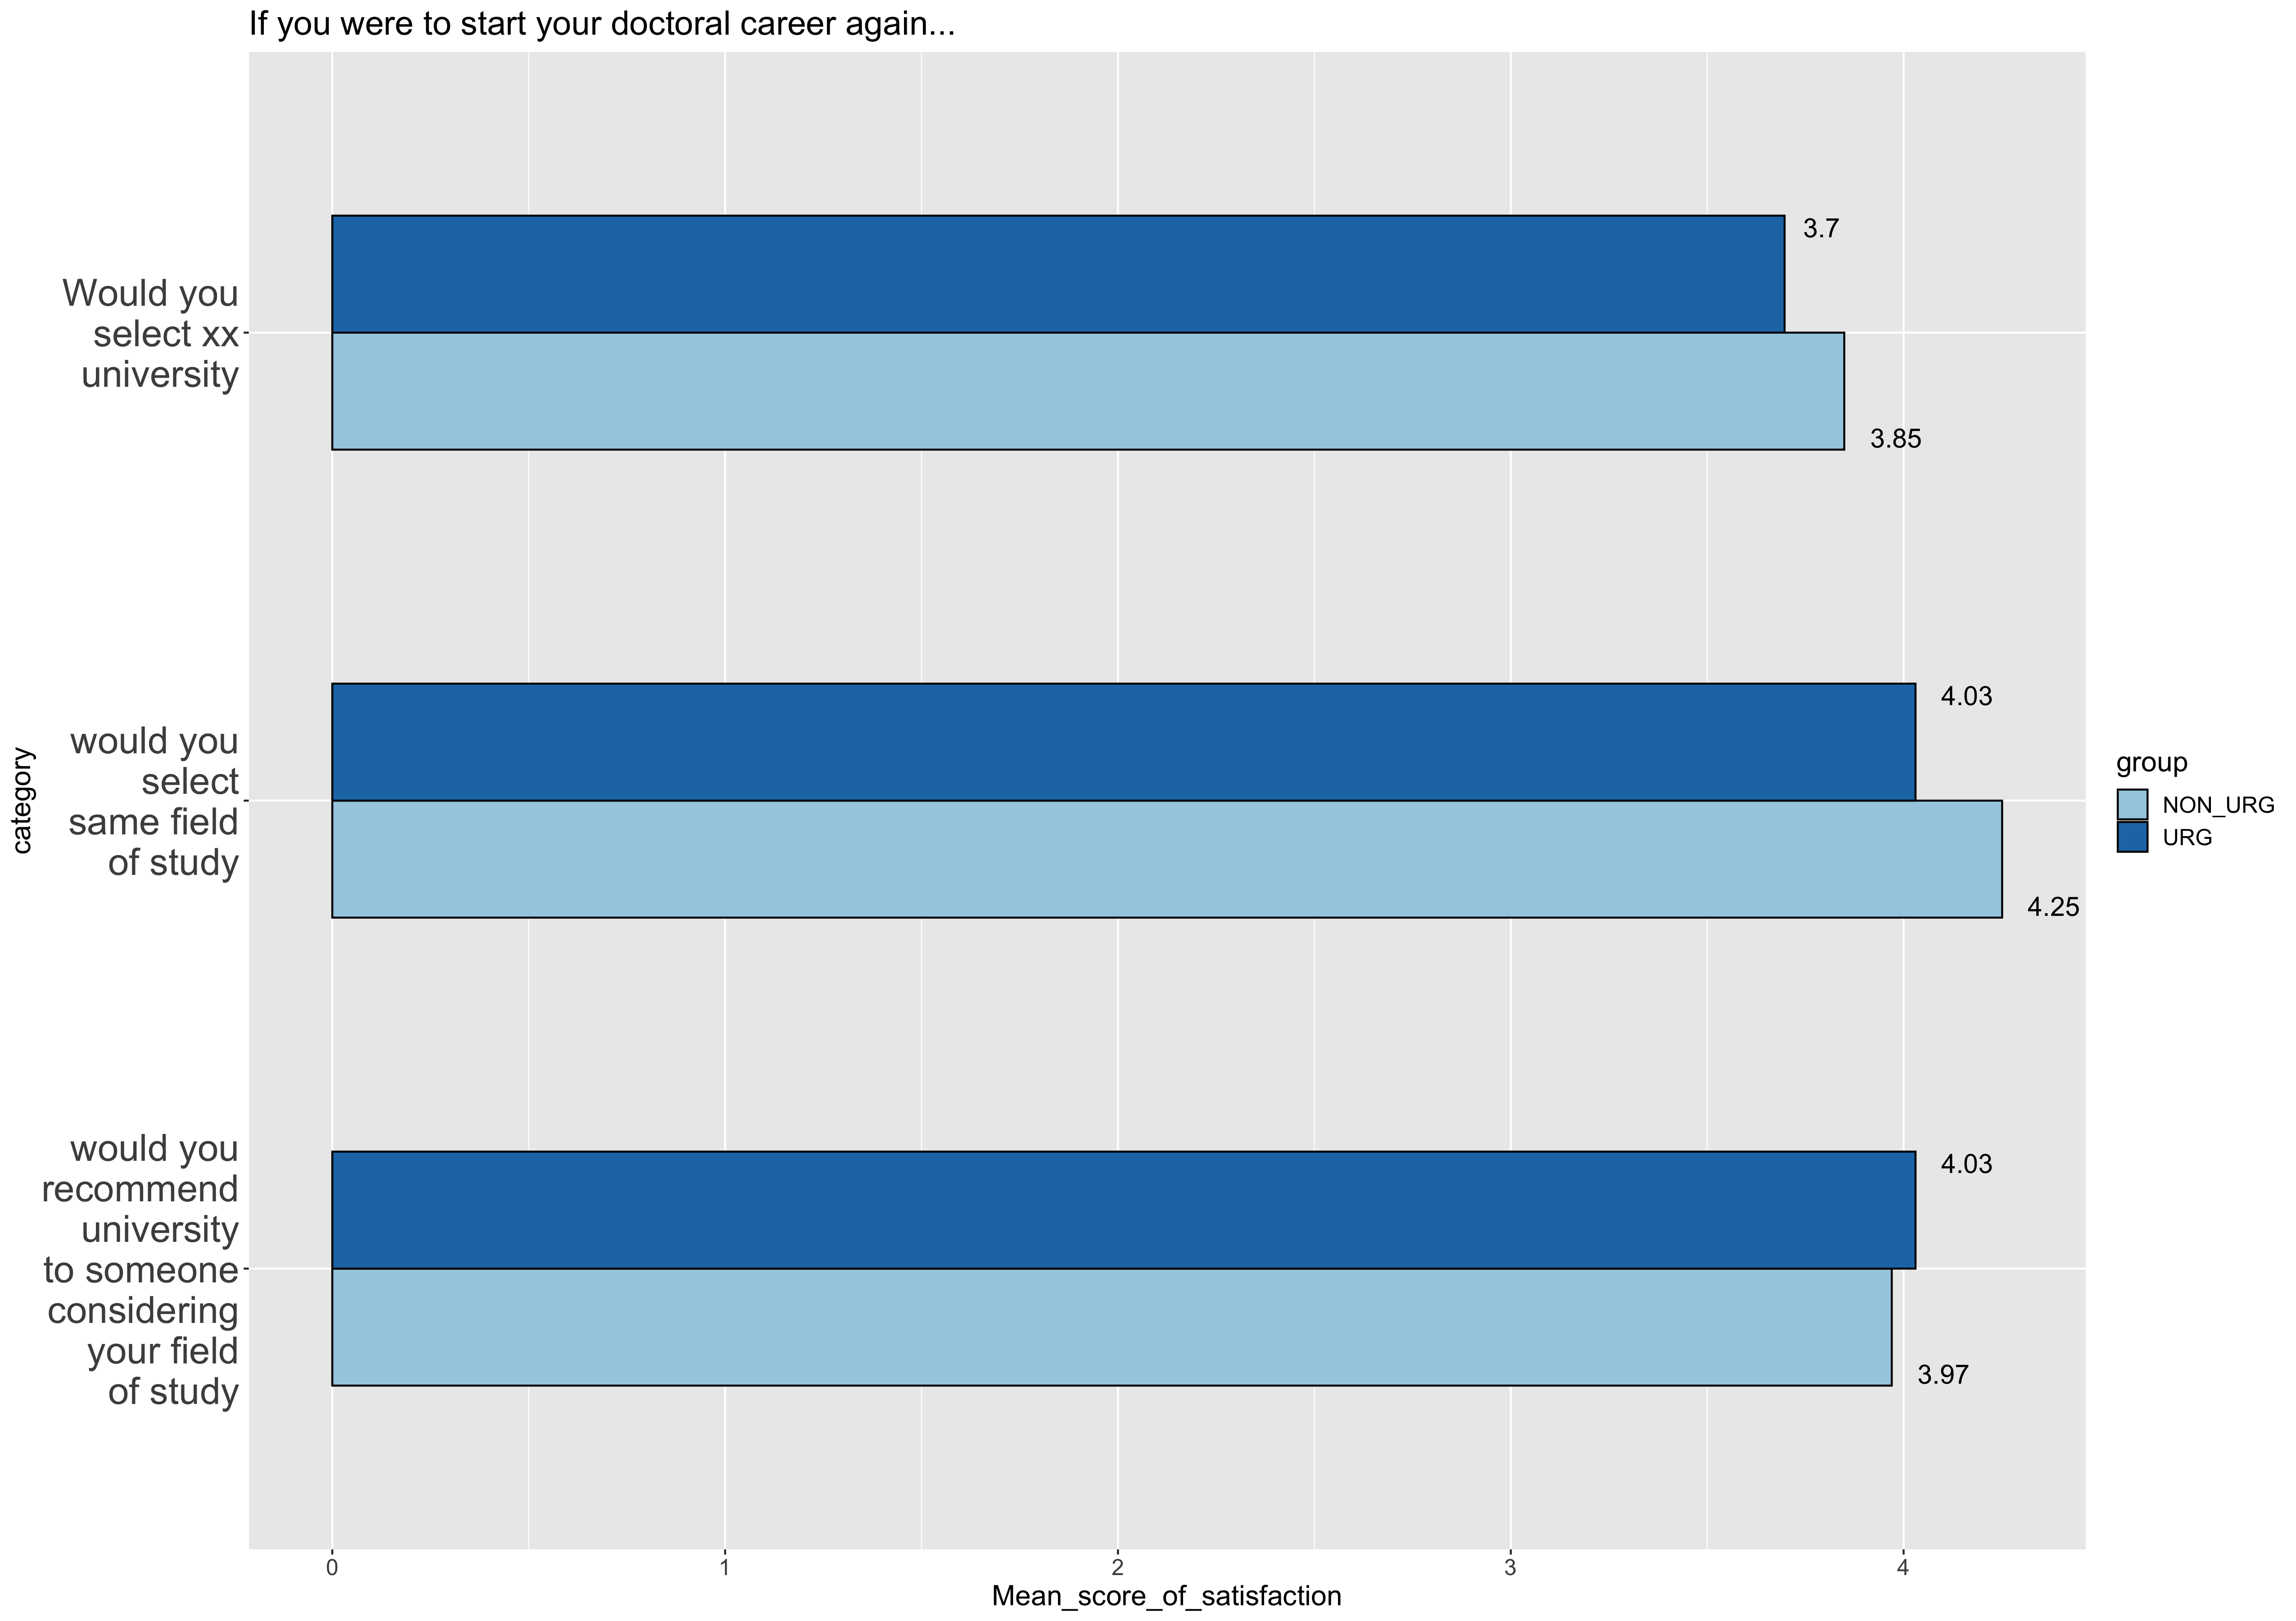 If you were to start your doctoral career again...
Would you
select xx
university
3.7
3.85
would you
select
same field
of study
4.03
4.25
would you
recommend
university
to someone
considering
your field
of study
4.03
3.97
category
0 1 2 3 4
Mean_score_of_satisfaction
group
NON_URG
URG